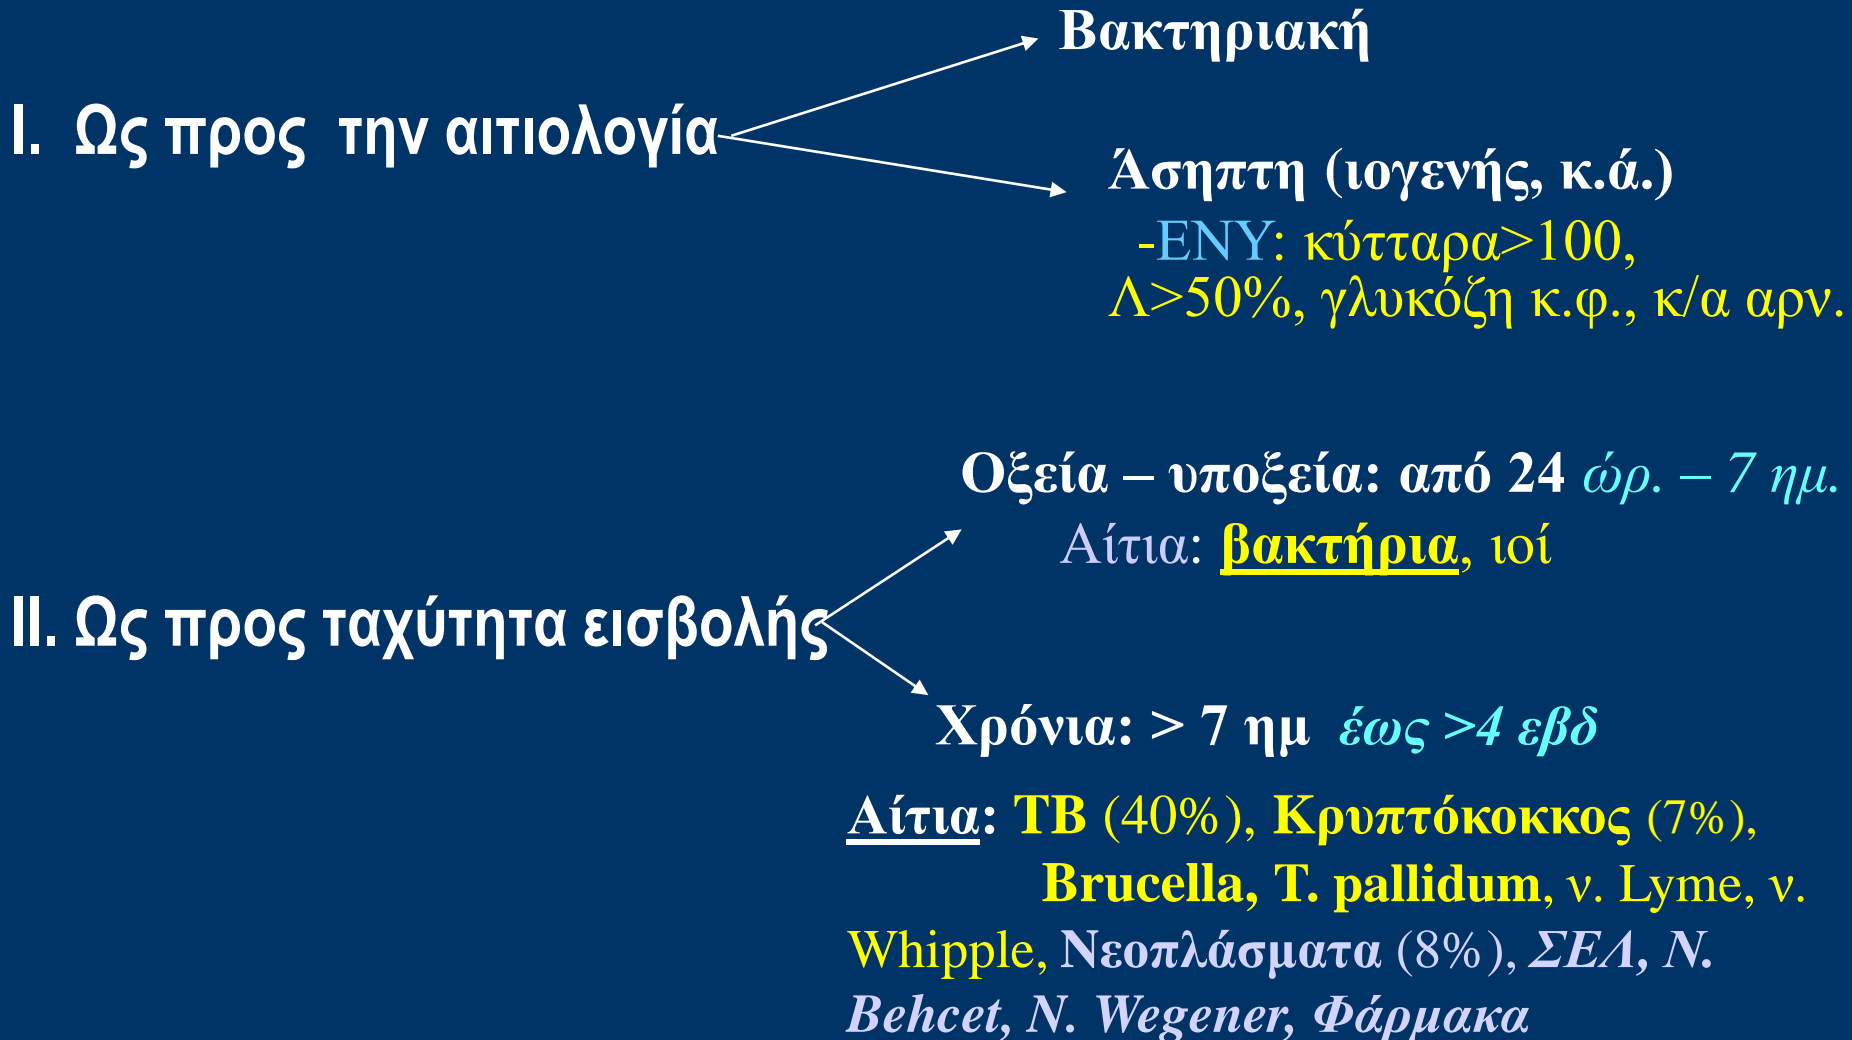 Βακτηριακή
I. Ως προς την αιτιολογία
Άσηπτη (ιογενής, κ.ά.)
-ΕΝΥ: κύτταρα>100,
Λ>50%, γλυκόζη κ.φ., κ/α αρν.
Οξεία – υποξεία: από 24 ώρ. – 7 ημ.
Αίτια: βακτήρια, ιοί
II. Ως προς ταχύτητα εισβολής
Χρόνια: > 7 ημ έως >4 εβδ
Αίτια: TB (40%), Κρυπτόκοκκος (7%),
Brucella, T. pallidum, ν. Lyme, ν.
Whipple, Νεοπλάσματα (8%), ΣΕΛ, Ν.
Behcet, Ν. Wegener, Φάρμακα